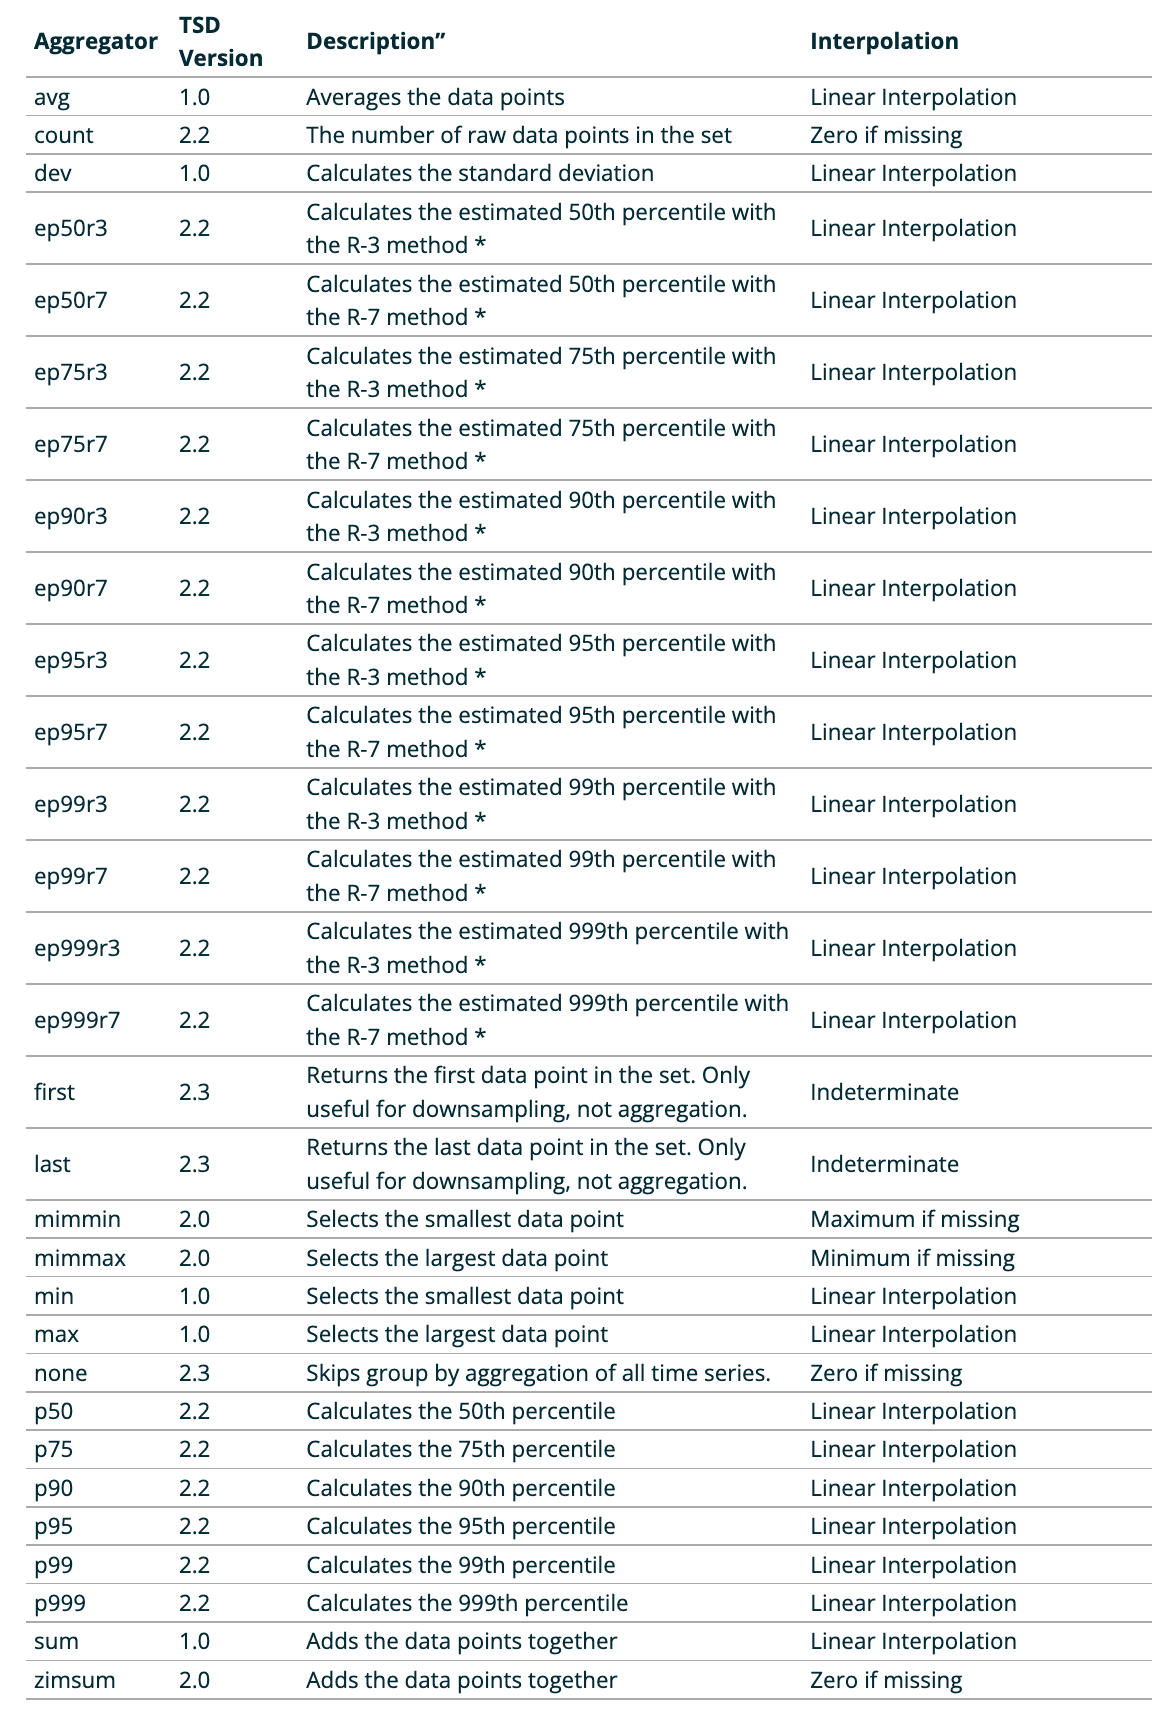 Aggregator TSD Version Description” Interpolation
avg 1.0 Averages the data points Linear Interpolation
count 2.2 The number of raw data points in the set Zero if missing
dev 1.0 Calculates the standard deviation Linear Interpolation
ep50r3 2.2 Calculates the estimated 50th percentile with the R-3 method * Linear Interpolation
ep50r7 2.2 Calculates the estimated 50th percentile with the R-7 method * Linear Interpolation
ep75r3 2.2 Calculates the estimated 75th percentile with the R-3 method * Linear Interpolation
ep75r7 2.2 Calculates the estimated 75th percentile with the R-7 method * Linear Interpolation
ep90r3 2.2 Calculates the estimated 90th percentile with the R-3 method * Linear Interpolation
ep90r7 2.2 Calculates the estimated 90th percentile with the R-7 method * Linear Interpolation
ep95r3 2.2 Calculates the estimated 95th percentile with the R-3 method * Linear Interpolation
ep95r7 2.2 Calculates the estimated 95th percentile with the R-7 method * Linear Interpolation
ep99r3 2.2 Calculates the estimated 99th percentile with the R-3 method * Linear Interpolation
ep99r7 2.2 Calculates the estimated 99th percentile with the R-7 method * Linear Interpolation
ep999r3 2.2 Calculates the estimated 999th percentile with the R-3 method * Linear Interpolation
ep999r7 2.2 Calculates the estimated 999th percentile with the R-7 method * Linear Interpolation
first 2.3 Returns the first data point in the set. Only useful for downsampling, not aggregation. Indeterminate
last 2.3 Returns the last data point in the set. Only useful for downsampling, not aggregation. Indeterminate
mimmin 2.0 Selects the smallest data point Maximum if missing
mimmax 2.0 Selects the largest data point Minimum if missing
min 1.0 Selects the smallest data point Linear Interpolation
max 1.0 Selects the largest data point Linear Interpolation
none 2.3 Skips group by aggregation of all time series. Zero if missing
p50 2.2 Calculates the 50th percentile Linear Interpolation
p75 2.2 Calculates the 75th percentile Linear Interpolation
p90 2.2 Calculates the 90th percentile Linear Interpolation
p95 2.2 Calculates the 95th percentile Linear Interpolation
p99 2.2 Calculates the 99th percentile Linear Interpolation
p999 2.2 Calculates the 999th percentile Linear Interpolation
sum 1.0 Adds the data points together Linear Interpolation
zimsum 2.0 Adds the data points together Zero if missing